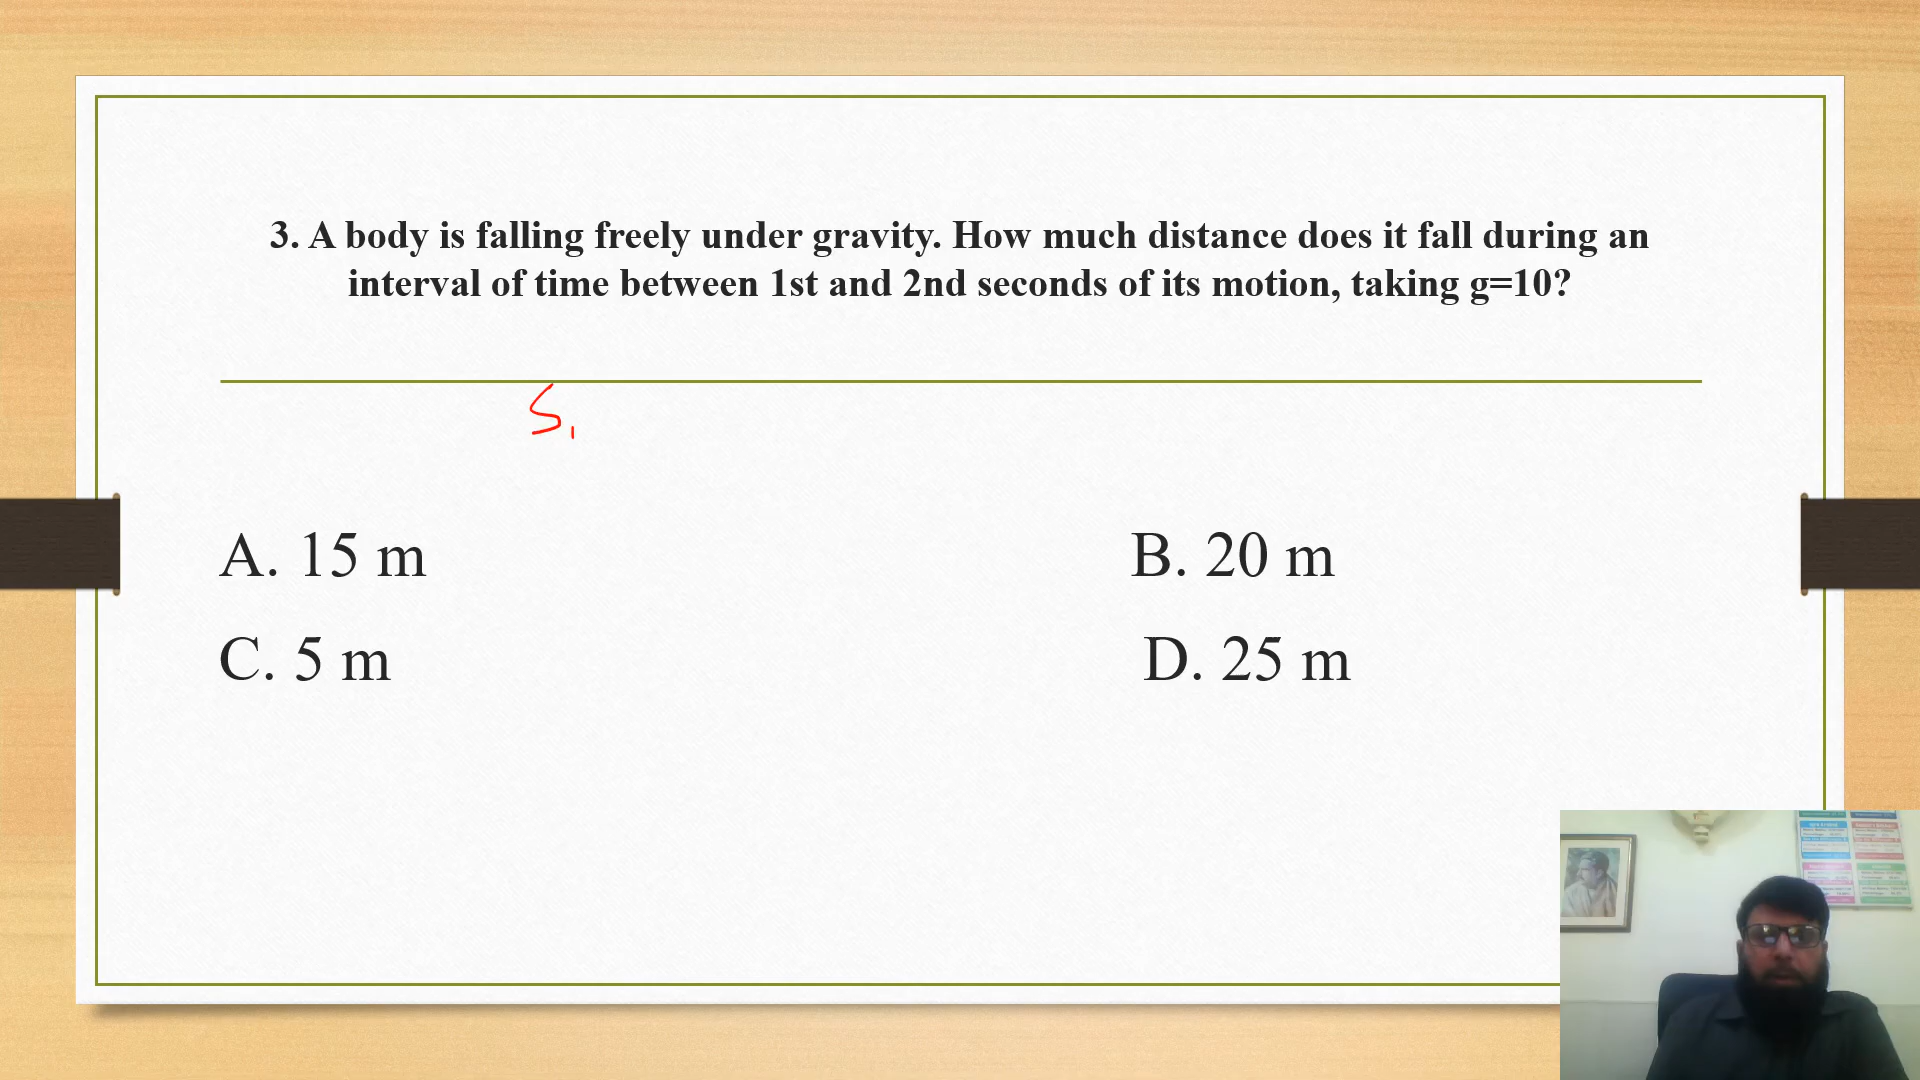 3. A body is falling freely under gravity. How much distance does it fall during an
interval of time between 1st and 2nd seconds of its motion, taking g=10?
S₁
A. 15 m
B. 20 m
C. 5 m
D. 25 m